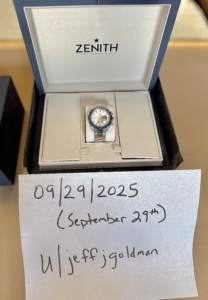 ZENITH
09/29/2025
(September 29th)
u/jeffjgoldman